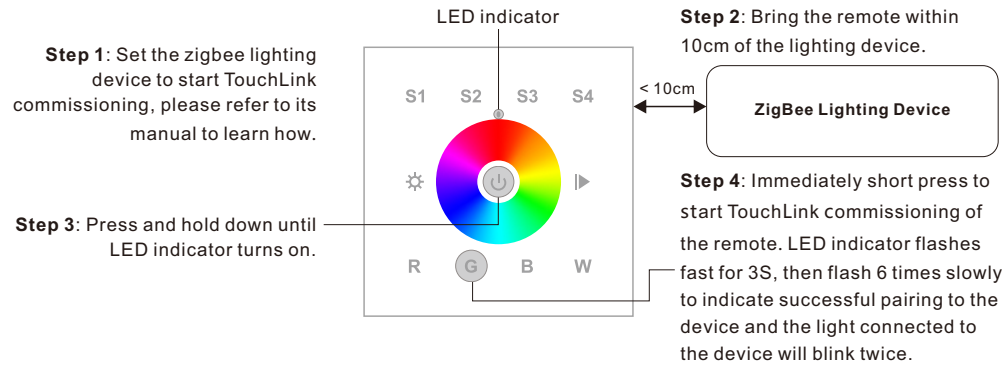 LED indicator
Step 1: Set the zigbee lighting
device to start TouchLink
commissioning, please refer to its
manual to learn how.
Step 2: Bring the remote within
10cm of the lighting device.
S1 S2 S3 S4
< 10cm
ZigBee Lighting Device
Step 3: Press and hold down until
LED indicator turns on.
R G B W
Step 4: Immediately short press to
start TouchLink commissioning of
the remote. LED indicator flashes
fast for 3S, then flash 6 times slowly
to indicate successful pairing to the
device and the light connected to
the device will blink twice.